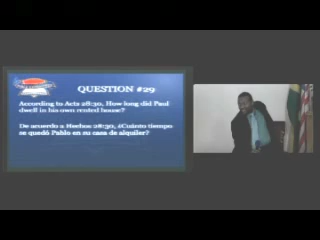 QUESTION #29
According to Acts 28:30, How long did Paul
dwell in his own rented house?
De acuerdo a Hechos 28:30, ¿Cuánto tiempo
se quedó Pablo en su casa de alquiler?